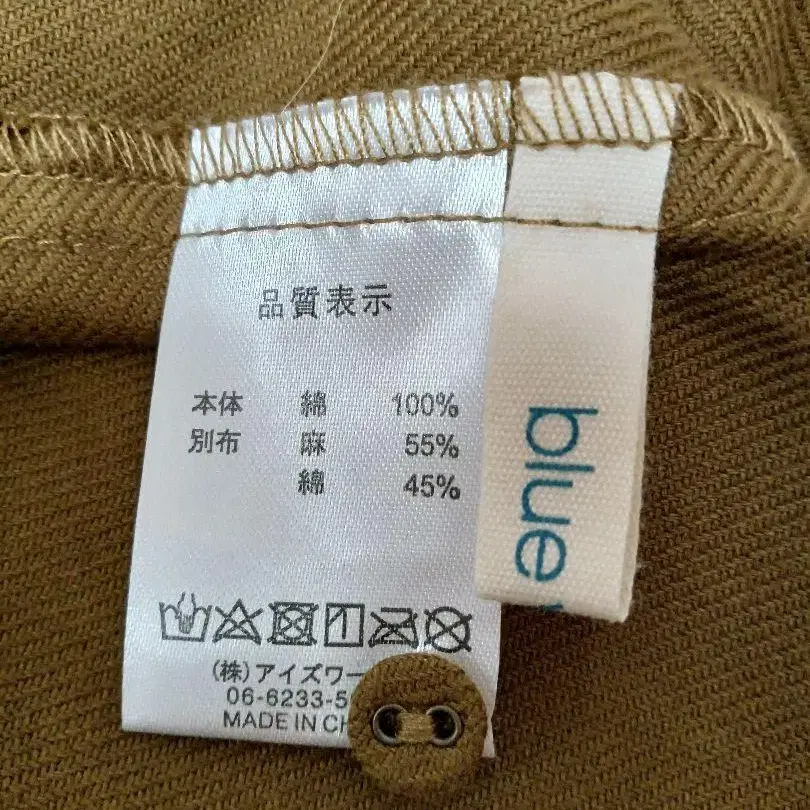 品質表示
本体 綿 100%
別布 麻 55%
綿 45%
(株)アイズワー
06-6233-5
MADE IN CH
blue